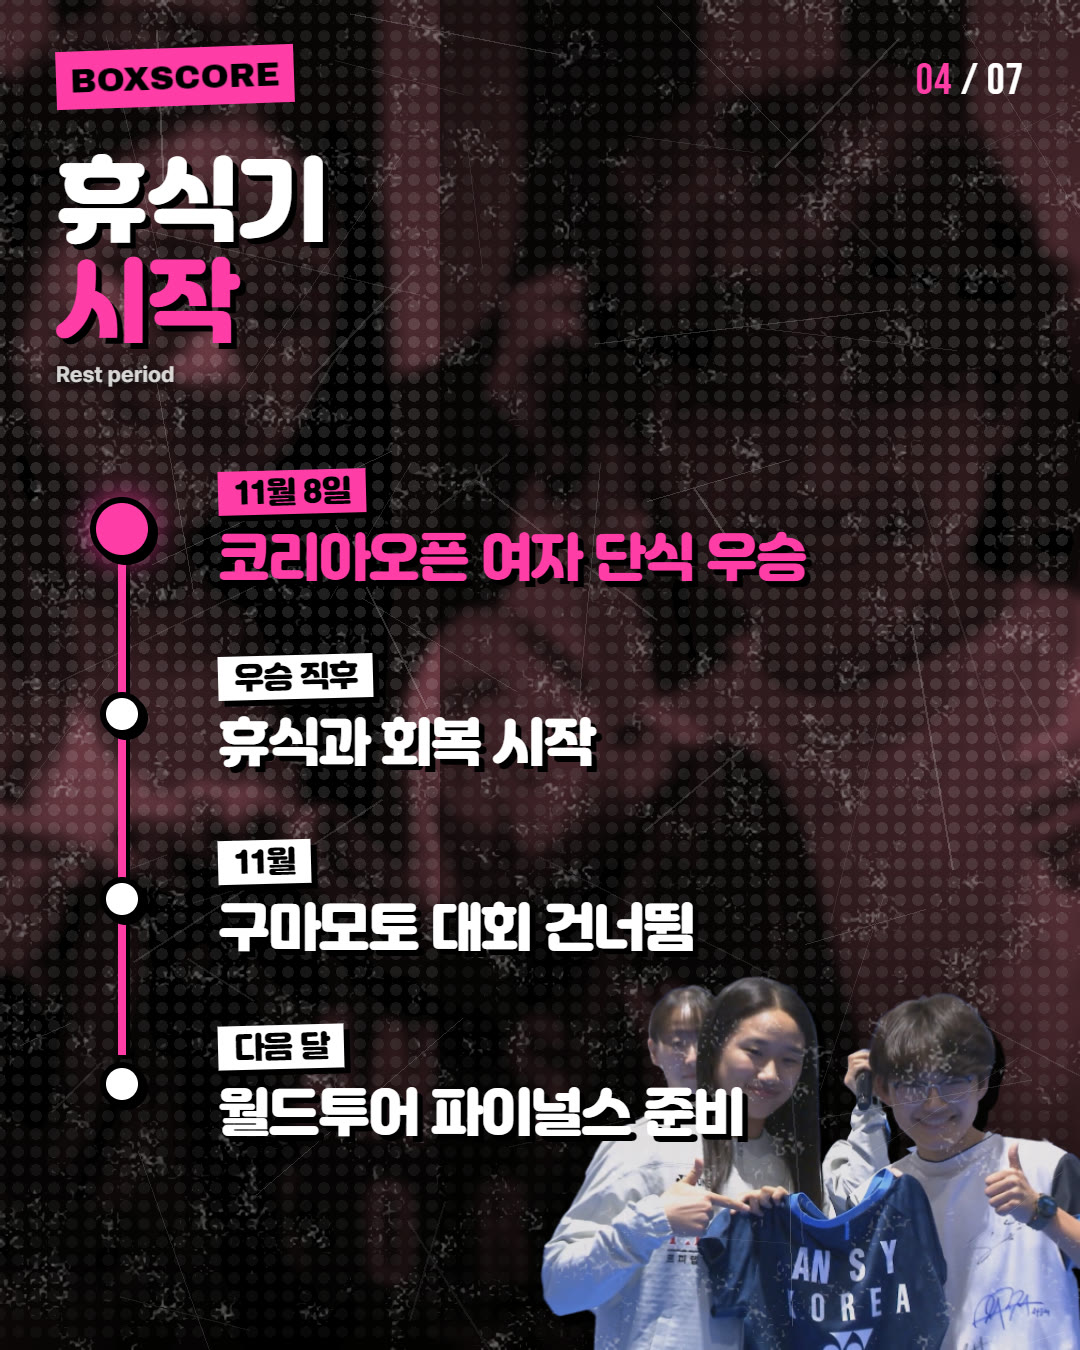 BOXSCORE
04 / 07
휴식기
시작
Rest period
11월 8일
코리아오픈 여자 단식 우승
우승 직후
휴식과 회복 시작
11월
구마모토 대회 건너뜀
다음 달
월드투어 파이널스 준비
AN S Y
KOREA